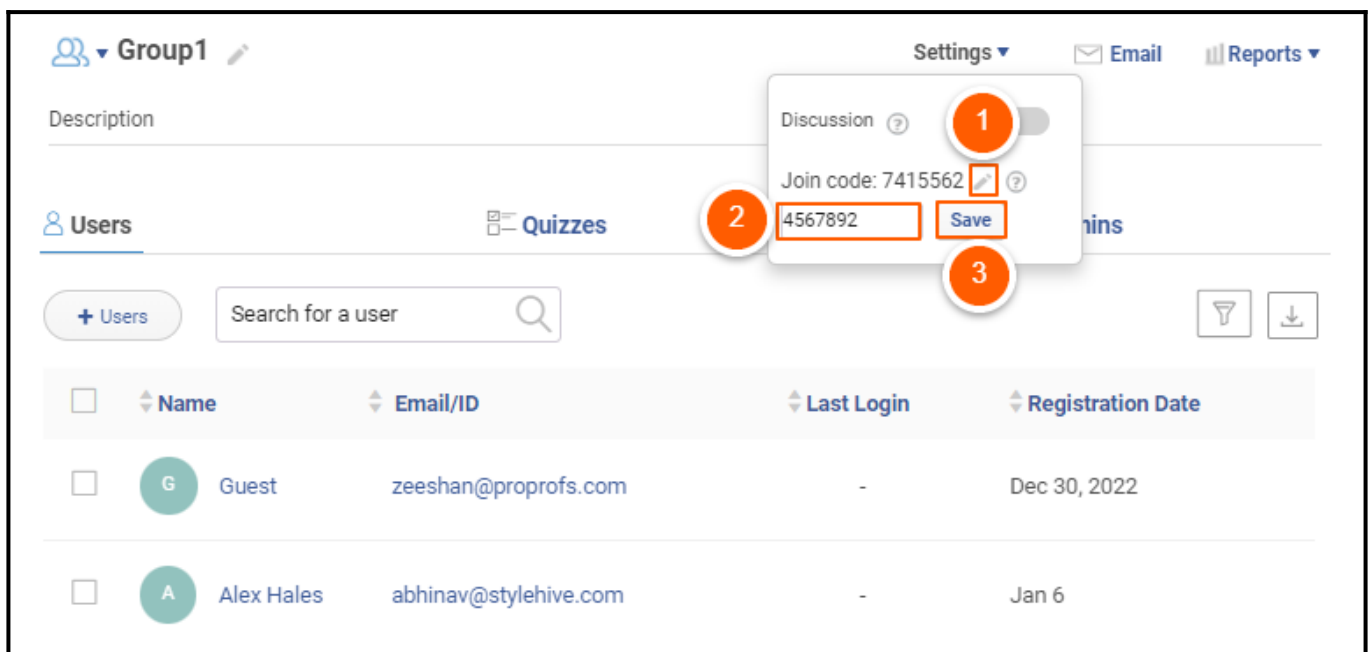 Group1 Settings Email Reports
Description
Discussion ? 1
Join code: 7415562 ?
2 4567892 Save
3
Users Quizzes mins
+ Users Search for a user
Name Email/ID Last Login Registration Date
G Guest zeeshan@proprofs.com - Dec 30, 2022
A Alex Hales abhinav@stylehive.com - Jan 6